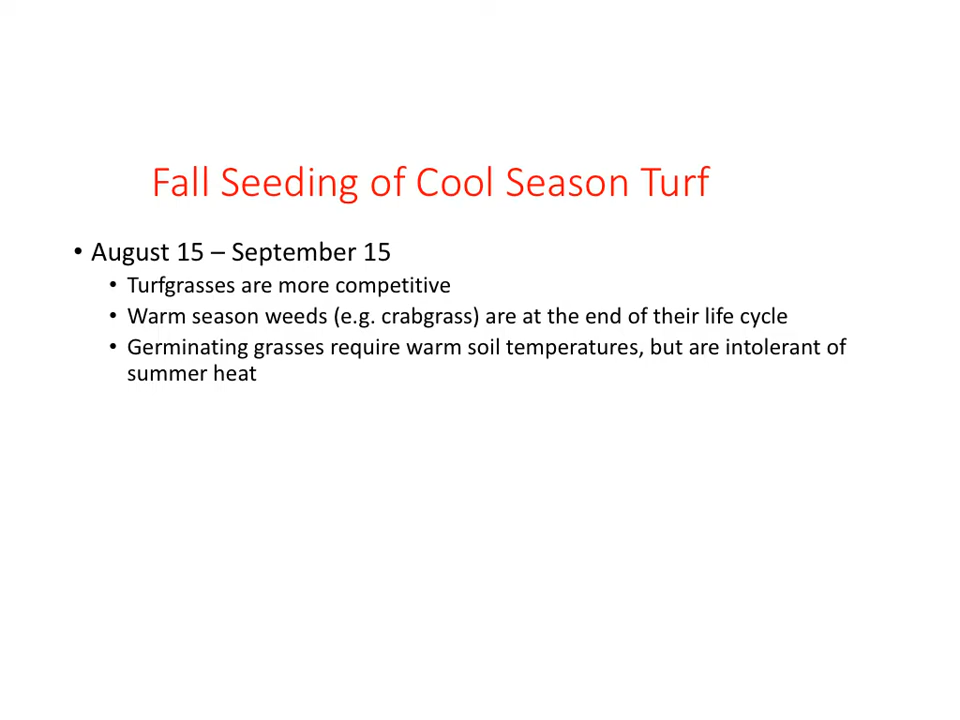 Fall Seeding of Cool Season Turf
• August 15 – September 15
• Turfgrasses are more competitive
• Warm season weeds (e.g. crabgrass) are at the end of their life cycle
• Germinating grasses require warm soil temperatures, but are intolerant of
summer heat